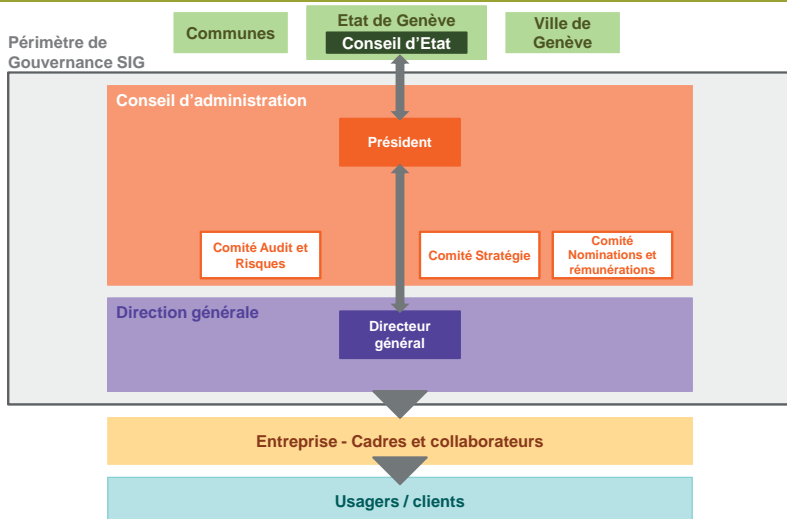 Communes
Etat de Genève
Conseil d'Etat
Ville de
Genève
Périmètre de
Gouvernance SIG
Conseil d'administration
Président
Comité Audit et
Risques
Comité Stratégie
Comité
Nominations et
rémunérations
Direction générale
Directeur
général
Entreprise - Cadres et collaborateurs
Usagers / clients